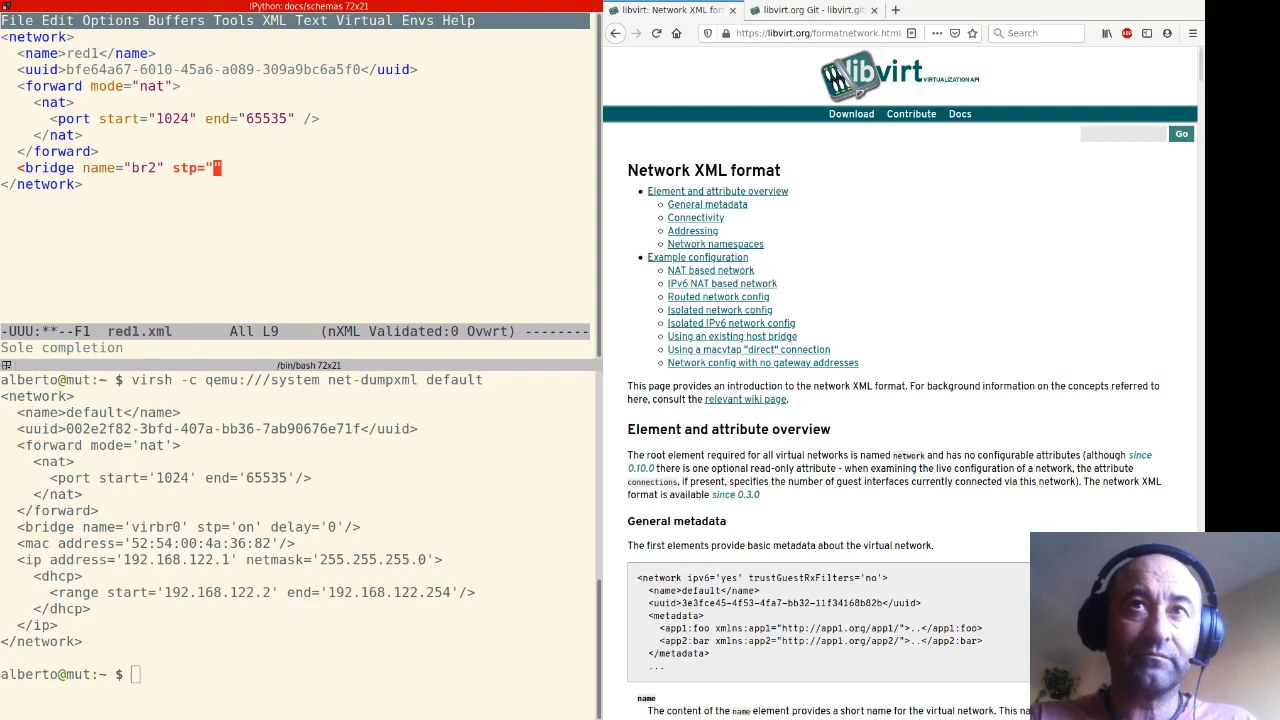 IPython: docs/schemas 72x21
File Edit Options Buffers Tools XML Text Virtual Envs Help
<network>
  <name>red1</name>
  <uuid>bfe64a67-6010-45a6-a089-309a9bc6a5f0</uuid>
  <forward mode="nat">
    <nat>
      <port start="1024" end="65535" />
    </nat>
  </forward>
  <bridge name="br2" stp=""
</network>
-UUU:**--F1  red1.xml       All L9     (nXML Validated:0 Ovwrt) --------
Sole completion
/bin/bash 72x21
alberto@mut:~ $ virsh -c qemu:///system net-dumpxml default
<network>
  <name>default</name>
  <uuid>002e2f82-3bfd-407a-bb36-7ab90676e71f</uuid>
  <forward mode='nat'>
    <nat>
      <port start='1024' end='65535'/>
    </nat>
  </forward>
  <bridge name='virbr0' stp='on' delay='0'/>
  <mac address='52:54:00:4a:36:82'/>
  <ip address='192.168.122.1' netmask='255.255.255.0'>
    <dhcp>
      <range start='192.168.122.2' end='192.168.122.254'/>
    </dhcp>
  </ip>
</network>
alberto@mut:~ $
libvirt: Network XML form
libvirt.org Git - libvirt.git
https://libvirt.org/formatnetwork.html
Search
libvirt VIRTUALIZATION API
Download Contribute Docs
Go
Network XML format
Element and attribute overview
General metadata
Connectivity
Addressing
Network namespaces
Example configuration
NAT based network
IPv6 NAT based network
Routed network config
Isolated network config
Isolated IPv6 network config
Using an existing host bridge
Using a macvtap "direct" connection
Network config with no gateway addresses
This page provides an introduction to the network XML format. For background information on the concepts referred to
here, consult the relevant wiki page.
Element and attribute overview
The root element required for all virtual networks is named network and has no configurable attributes (although since
0.10.0 there is one optional read-only attribute - when examining the live configuration of a network, the attribute
connections, if present, specifies the number of guest interfaces currently connected via this network). The network XML
format is available since 0.3.0
General metadata
The first elements provide basic metadata about the virtual network.
<network ipv6='yes' trustGuestRxFilters='no'>
  <name>default</name>
  <uuid>3e3fce45-4f53-4fa7-bb32-11f34168b82b</uuid>
  <metadata>
    <app1:foo xmlns:app1="http://app1.org/app1/">..</app1:foo>
    <app2:bar xmlns:app2="http://app1.org/app2/">..</app2:bar>
  </metadata>
  ...
name
The content of the name element provides a short name for the virtual network. This na